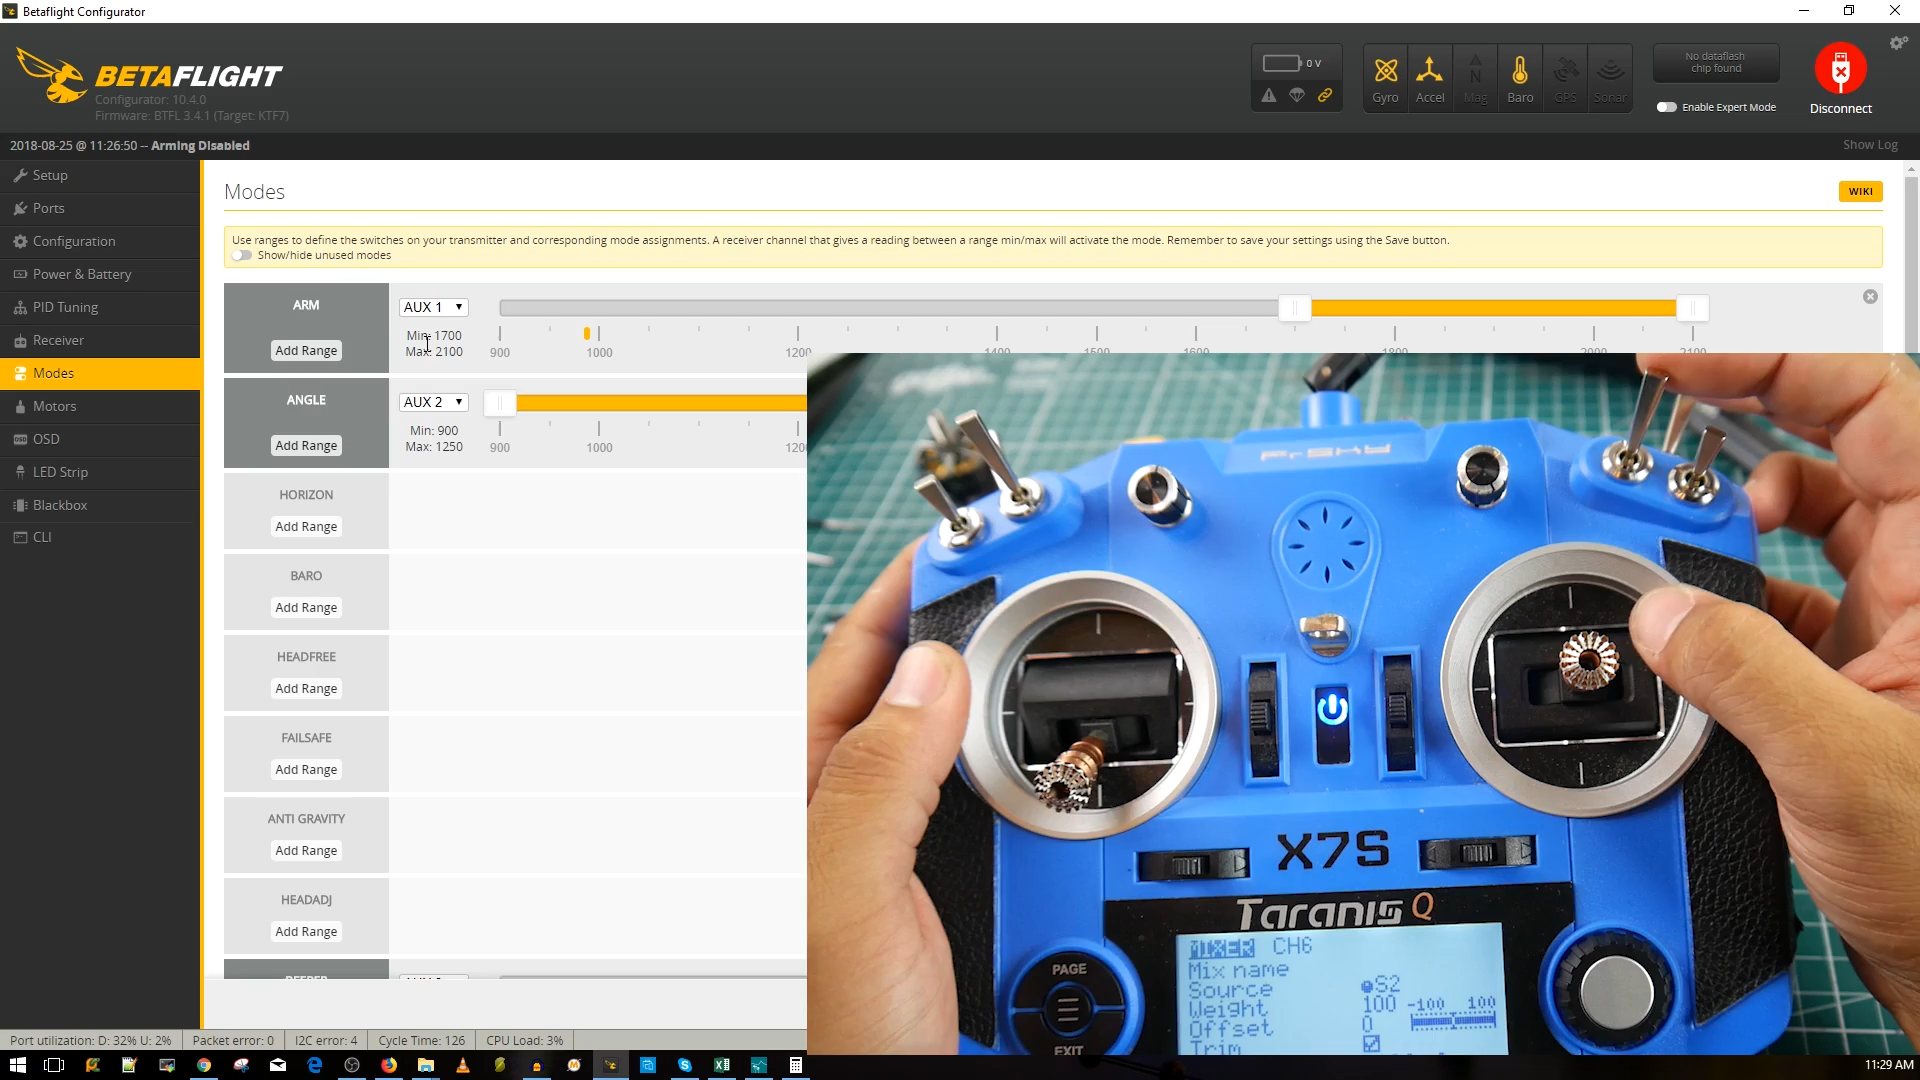 Betaflight Configurator
BETAFLIGHT
Configurator: 10.4.0
Firmware: BTFL 3.4.1 (Target: KTF7)
0 V
Gyro
Accel
Mag
Baro
GPS
Sonar
No dataflash
chip found
Enable Expert Mode
Disconnect
2018-08-25 @ 11:26:50 -- Arming Disabled
Show Log
Setup
Ports
Configuration
Power & Battery
PID Tuning
Receiver
Modes
Motors
OSD
LED Strip
Blackbox
CLI
Modes
WIKI
Use ranges to define the switches on your transmitter and corresponding mode assignments. A receiver channel that gives a reading between a range min/max will activate the mode. Remember to save your settings using the Save button.
Show/hide unused modes
ARM
Add Range
AUX 1
Min: 1700
Max: 2100
900 1000 1200 1400 1500 1600 1800 2000 2100
ANGLE
Add Range
AUX 2
Min: 900
Max: 1250
900 1000 120
HORIZON
Add Range
BARO
Add Range
HEADFREE
Add Range
FAILSAFE
Add Range
ANTI GRAVITY
Add Range
HEADADJ
Add Range
FrSKY
X7S
Taranis Q
PAGE
EXIT
MIXER CH6
Mix name
Source S2
Weight 100 -100 100
Offset 0
Trim
Port utilization: D: 32% U: 2%
Packet error: 0
I2C error: 4
Cycle Time: 126
CPU Load: 3%
11:29 AM